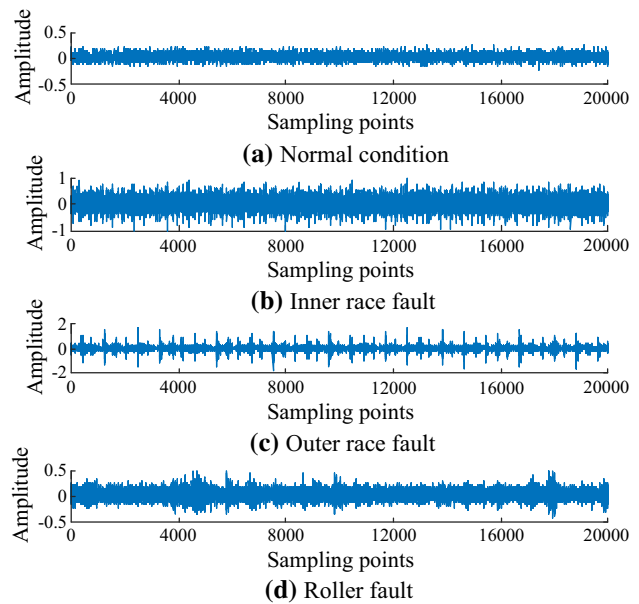 Amplitude
0.5
0
-0.5
0 4000 8000 12000 16000 20000
Sampling points
(a) Normal condition
Amplitude
1
0
-1
0 4000 8000 12000 16000 20000
Sampling points
(b) Inner race fault
Amplitude
2
0
-2
0 4000 8000 12000 16000 20000
Sampling points
(c) Outer race fault
Amplitude
0.5
0
-0.5
0 4000 8000 12000 16000 20000
Sampling points
(d) Roller fault